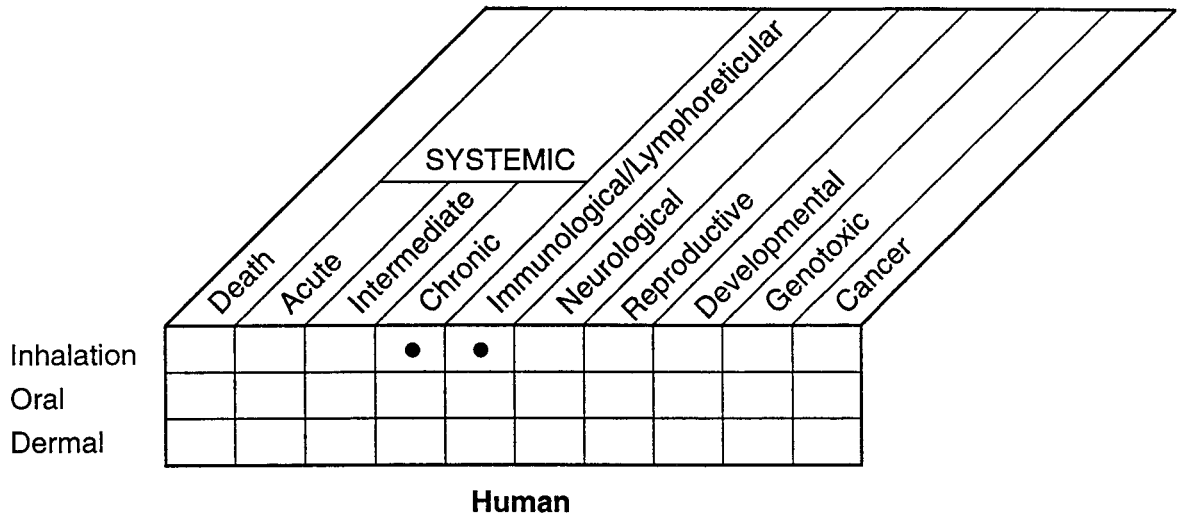 SYSTEMIC
Death
Acute
Intermediate
Chronic
Immunological/Lymphoreticular
Neurological
Reproductive
Developmental
Genotoxic
Cancer
Inhalation
Oral
Dermal
Human